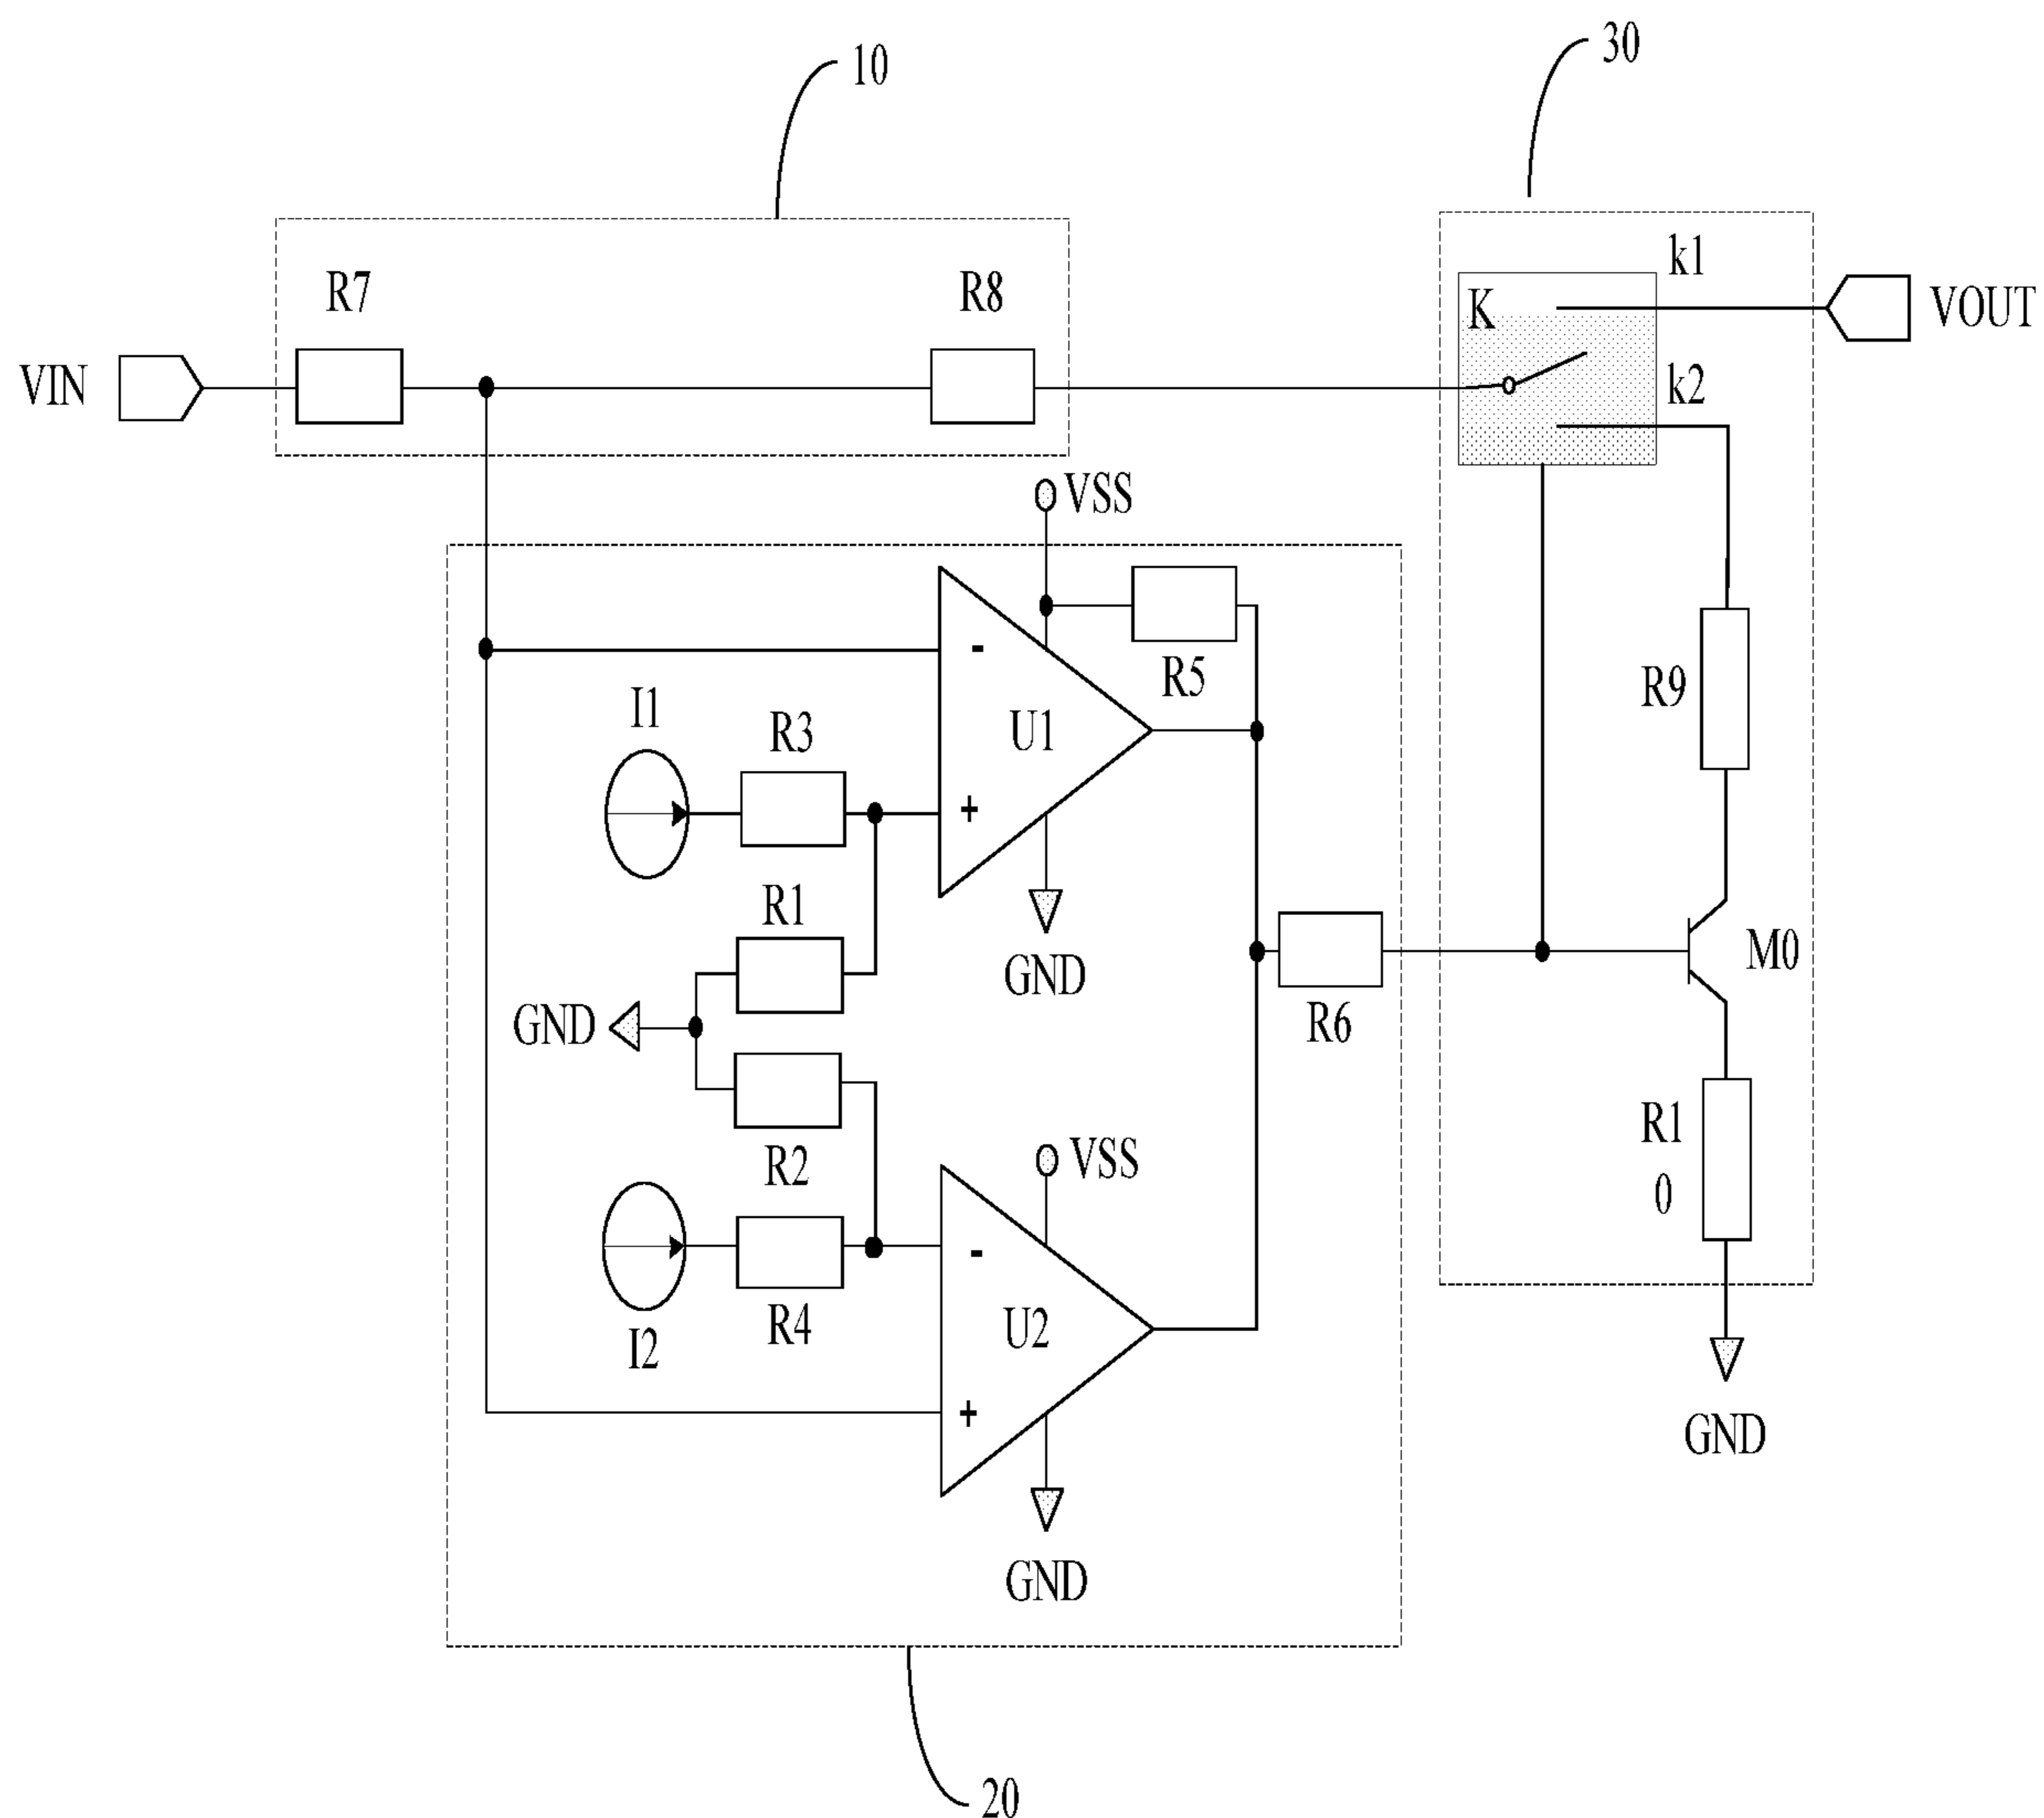 10
30
R7
R8
k1
K
VOUT
VIN
k2
VSS
-
R5
I1
R3
U1
R9
+
R1
M0
GND
GND
R6
R2
VSS
R1
0
-
U2
I2
R4
+
GND
GND
20